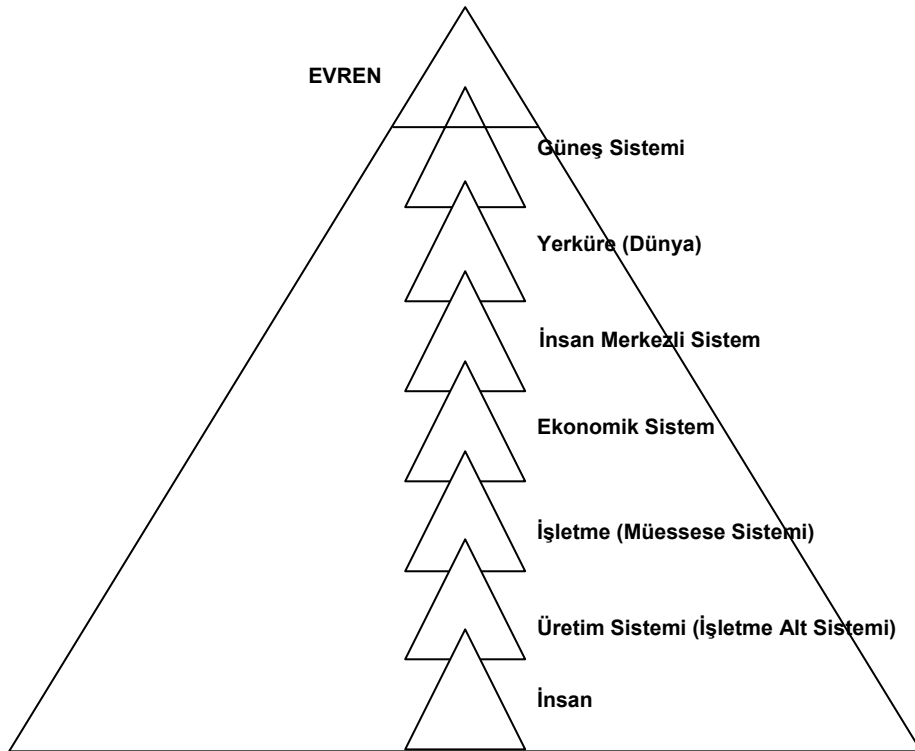 EVREN
Güneş Sistemi
Yerküre (Dünya)
İnsan Merkezli Sistem
Ekonomik Sistem
İşletme (Müessese Sistemi)
Üretim Sistemi (İşletme Alt Sistemi)
İnsan